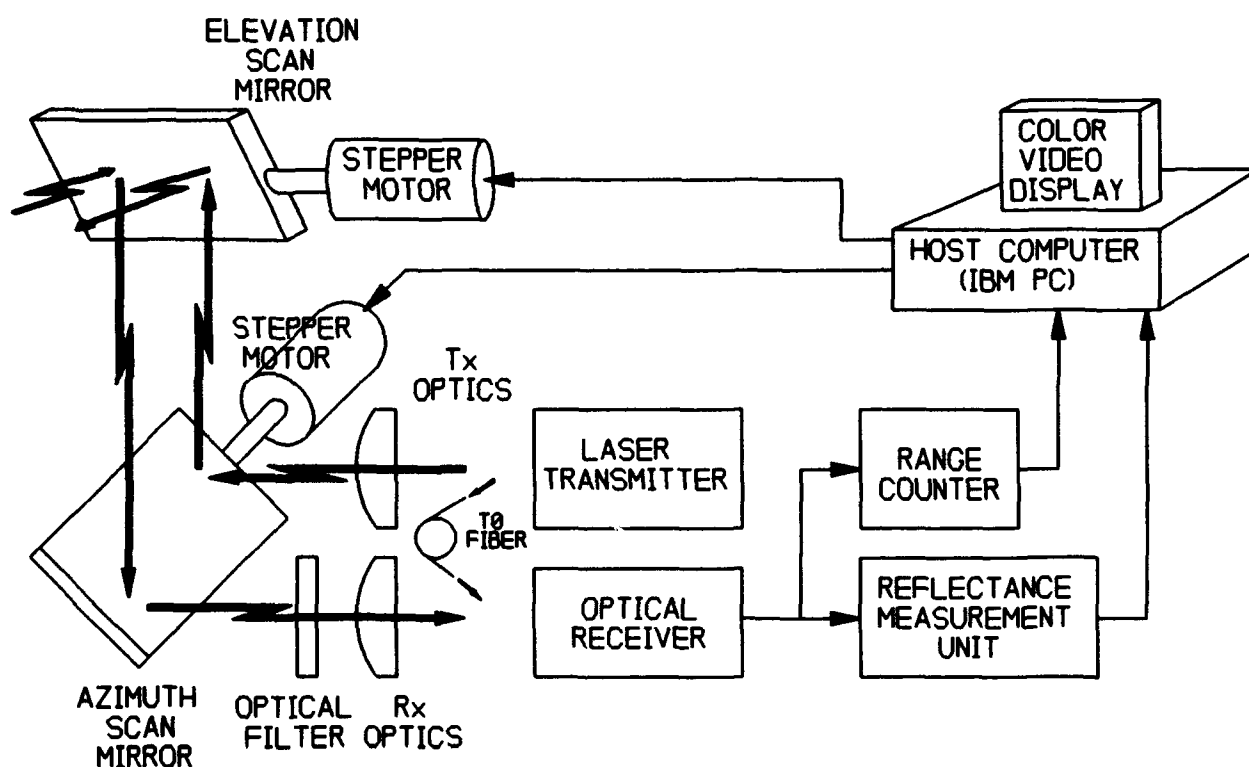 ELEVATION
SCAN
MIRROR
STEPPER
MOTOR
COLOR
VIDEO
DISPLAY
HOST COMPUTER
(IBM PC)
STEPPER
MOTOR
Tx
OPTICS
LASER
TRANSMITTER
RANGE
COUNTER
T0
FIBER
OPTICAL
RECEIVER
REFLECTANCE
MEASUREMENT
UNIT
AZIMUTH
SCAN
MIRROR
OPTICAL
FILTER
Rx
OPTICS